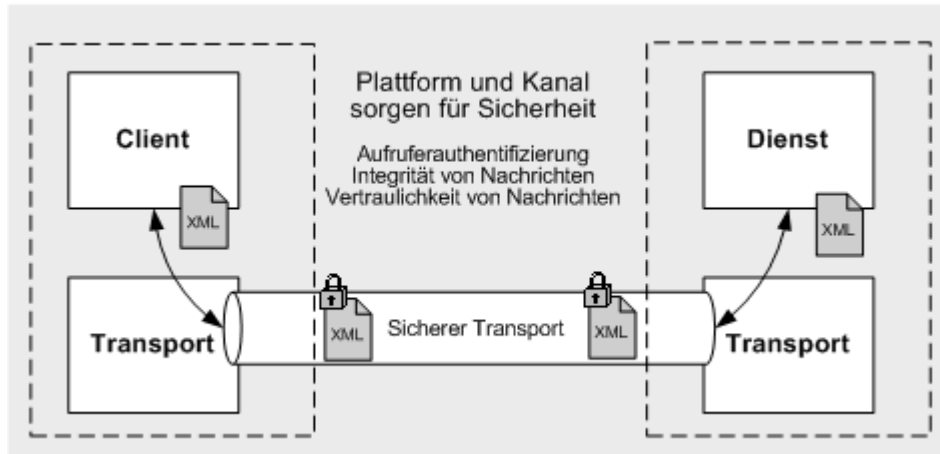 Plattform und Kanal
sorgen für Sicherheit
Client
Dienst
Aufruferauthentifizierung
Integrität von Nachrichten
Vertraulichkeit von Nachrichten
XML
XML
Transport
XML
Sicherer Transport
XML
Transport